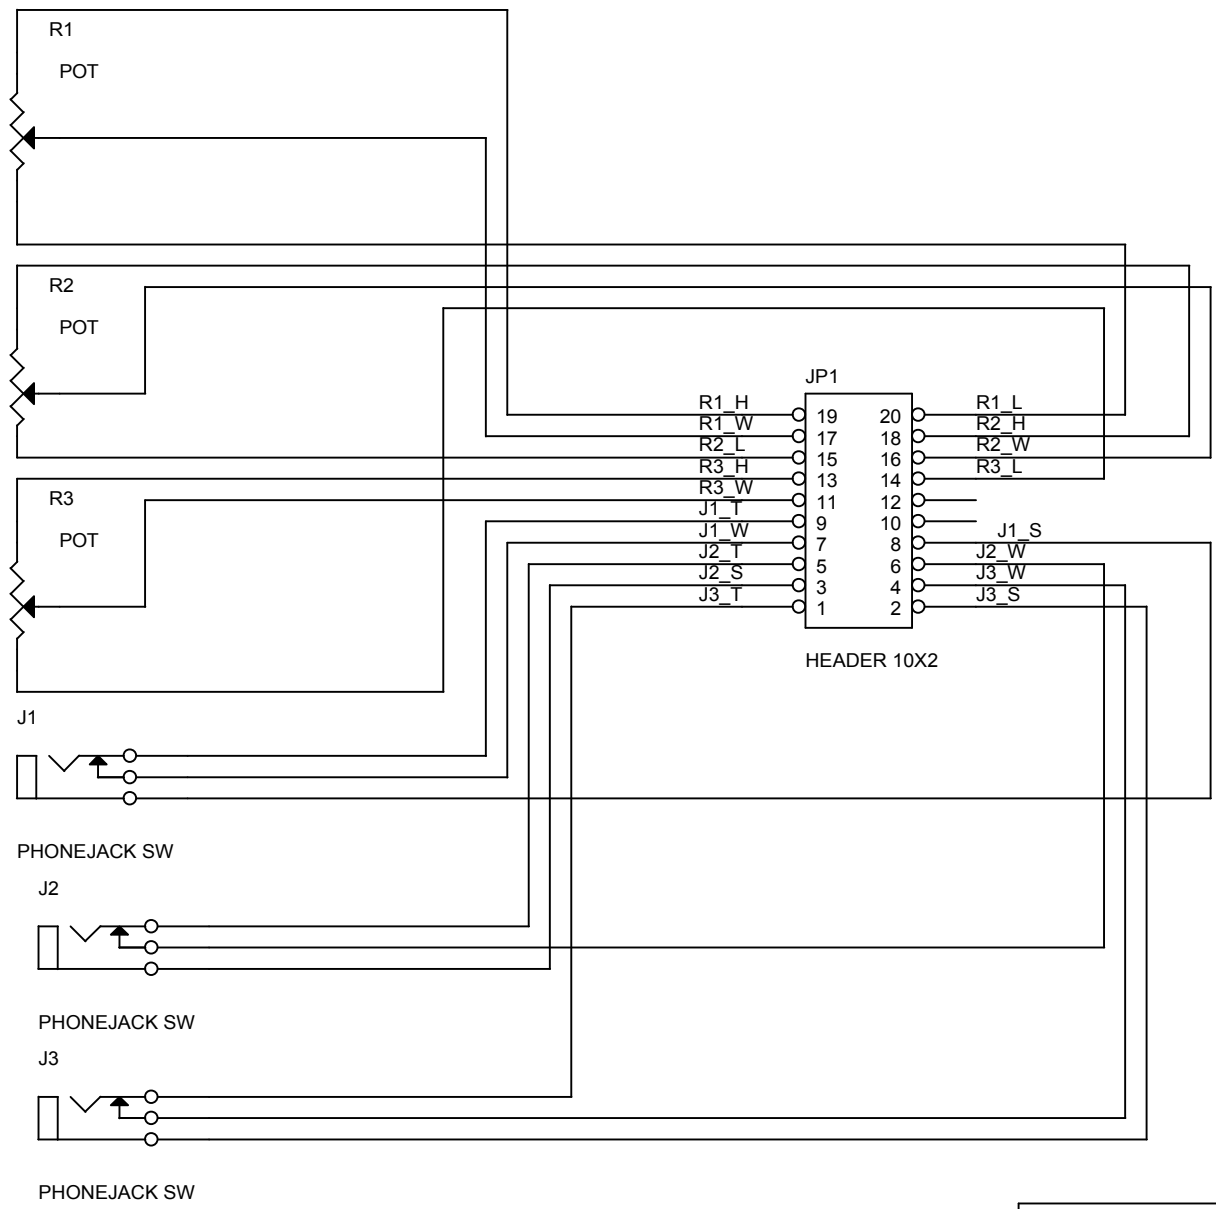 R1
POT
R2
POT
JP1
R1_H 19 20 R1_L
R1_W 17 18 R2_H
R2_L 15 16 R2_W
R3_H 13 14 R3_L
R3_W 11 12
J1_T 9 10
J1_W 7 8 J1_S
J2_T 5 6 J2_W
J2_S 3 4 J3_W
J3_T 1 2 J3_S
HEADER 10X2
R3
POT
J1
PHONEJACK SW
J2
PHONEJACK SW
J3
PHONEJACK SW